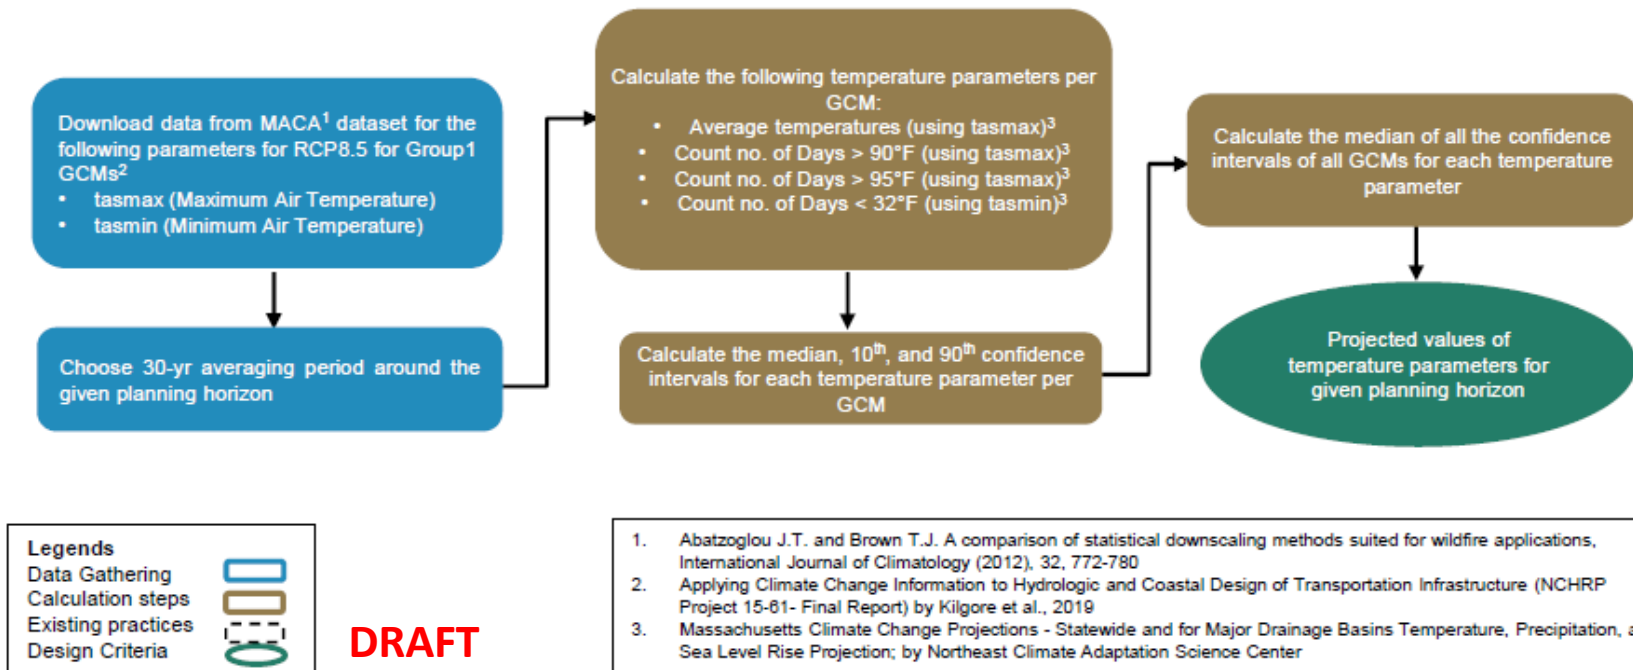 Download data from MACA¹ dataset for the
following parameters for RCP8.5 for Group1
GCMs²
• tasmax (Maximum Air Temperature)
• tasmin (Minimum Air Temperature)
Choose 30-yr averaging period around the
given planning horizon
Calculate the following temperature parameters per
GCM:
• Average temperatures (using tasmax)³
• Count no. of Days > 90°F (using tasmax)³
• Count no. of Days > 95°F (using tasmax)³
• Count no. of Days < 32°F (using tasmin)³
Calculate the median, 10th, and 90th confidence
intervals for each temperature parameter per
GCM
Calculate the median of all the confidence
intervals of all GCMs for each temperature
parameter
Projected values of
temperature parameters for
given planning horizon
Legends
Data Gathering
Calculation steps
Existing practices
Design Criteria
DRAFT
1. Abatzoglou J.T. and Brown T.J. A comparison of statistical downscaling methods suited for wildfire applications,
International Journal of Climatology (2012), 32, 772-780
2. Applying Climate Change Information to Hydrologic and Coastal Design of Transportation Infrastructure (NCHRP
Project 15-61- Final Report) by Kilgore et al., 2019
3. Massachusetts Climate Change Projections - Statewide and for Major Drainage Basins Temperature, Precipitation,
Sea Level Rise Projection; by Northeast Climate Adaptation Science Center